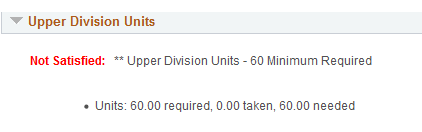 Upper Division Units
Not Satisfied: ** Upper Division Units - 60 Minimum Required
• Units: 60.00 required, 0.00 taken, 60.00 needed